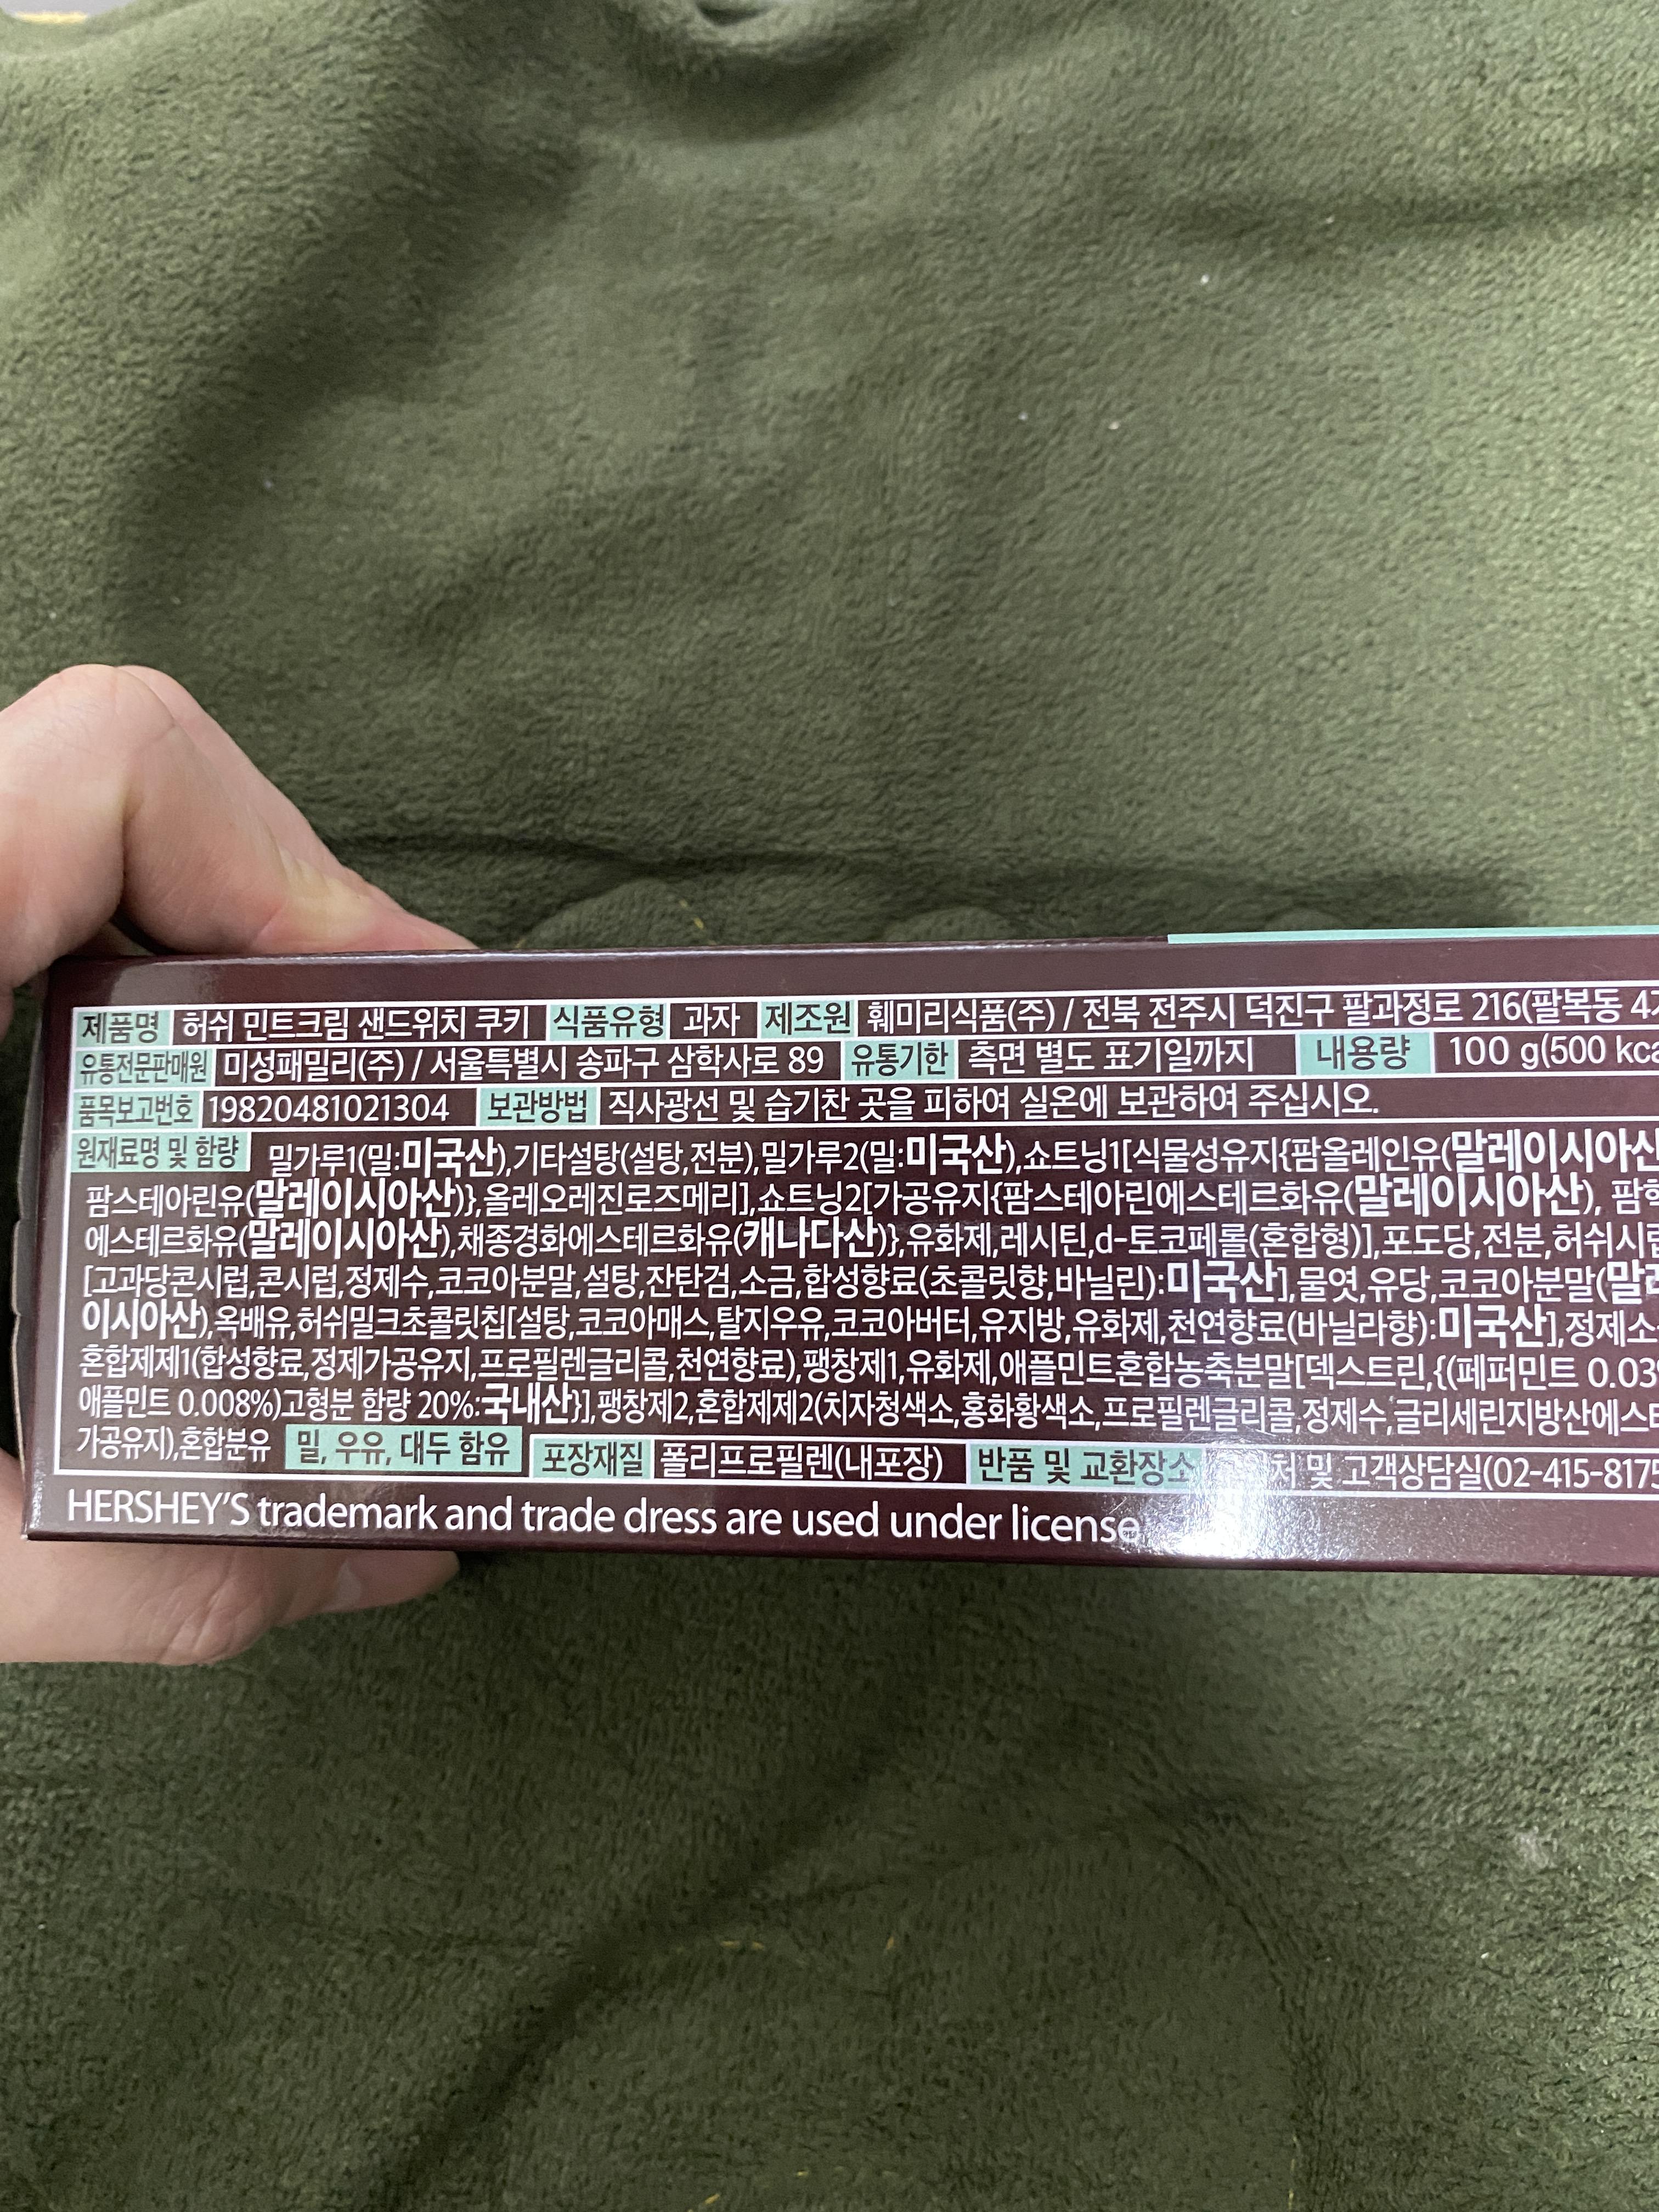 제품명 허쉬 민트크림 샌드위치 쿠키 식품유형 과자 제조원 훼미리식품(주) / 전북 전주시 덕진구 팔과정로 216(팔복동 4가
유통전문판매원 미성패밀리(주) / 서울특별시 송파구 삼학사로 89 유통기한 측면 별도 표기일까지 내용량 100 g(500 kca
품목보고번호 19820481021304 보관방법 직사광선 및 습기찬 곳을 피하여 실온에 보관하여 주십시오.
원재료명 및 함량 밀가루1(밀:미국산),기타설탕(설탕,전분),밀가루2(밀:미국산),쇼트닝1[식물성유지{팜올레인유(말레이시아산
팜스테아린유(말레이시아산)},올레오레진로즈메리],쇼트닝2[가공유지{팜스테아린에스테르화유(말레이시아산),
에스테르화유(말레이시아산),채종경화에스테르화유(캐나다산)},유화제,레시틴,d-토코페롤(혼합형)],포도당,전분,허쉬시럽
[고과당콘시럽,콘시럽,정제수,코코아분말,설탕,잔탄검,소금,합성향료(초콜릿향,바닐린):미국산],물엿,유당,코코아분말(말레
이시아산),옥배유,허쉬밀크초콜릿칩[설탕,코코아매스,탈지우유,코코아버터,유지방,유화제,천연향료(바닐라향):미국산],정제소
혼합제제1(합성향료,정제가공유지,프로필렌글리콜,천연향료),팽창제1,유화제,애플민트혼합농축분말[덱스트린,{(페퍼민트 0.03
애플민트 0.008%)고형분 함량 20%:국내산}],팽창제2,혼합제제2(치자청색소,홍화황색소,프로필렌글리콜,정제수,글리세린지방산에스
가공유지),혼합분유 밀, 우유, 대두 함유 포장재질 폴리프로필렌(내포장) 반품 및 교환장소 처 및 고객상담실(02-415-8175
HERSHEY'S trademark and trade dress are used under license